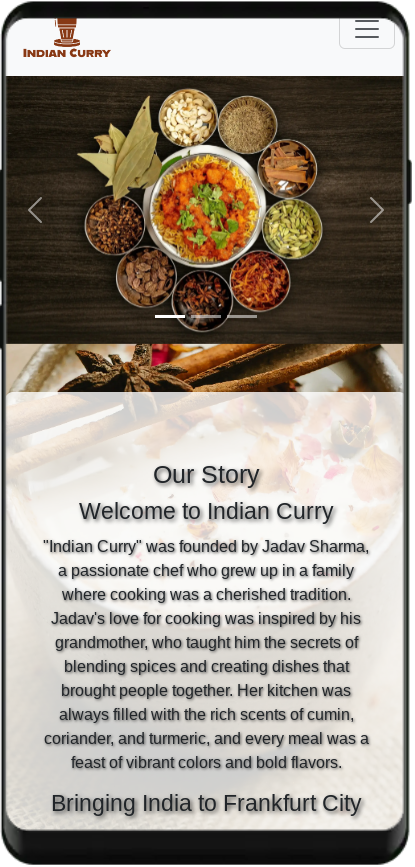 INDIAN CURRY
Our Story
Welcome to Indian Curry
"Indian Curry" was founded by Jadav Sharma,
a passionate chef who grew up in a family
where cooking was a cherished tradition.
Jadav's love for cooking was inspired by his
grandmother, who taught him the secrets of
blending spices and creating dishes that
brought people together. Her kitchen was
always filled with the rich scents of cumin,
coriander, and turmeric, and every meal was a
feast of vibrant colors and bold flavors.
Bringing India to Frankfurt City